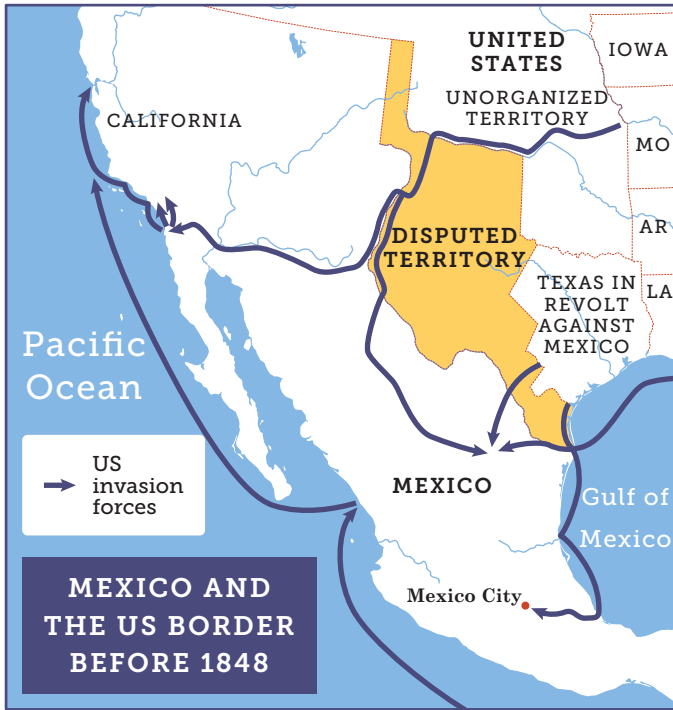 UNITED
STATES
IOWA
UNORGANIZED
TERRITORY
CALIFORNIA
MO
AR
DISPUTED
TERRITORY
TEXAS IN
REVOLT
AGAINST
MEXICO
LA
Pacific
Ocean
US
invasion
forces
MEXICO
Gulf of
Mexico
Mexico City
MEXICO AND
THE US BORDER
BEFORE 1848